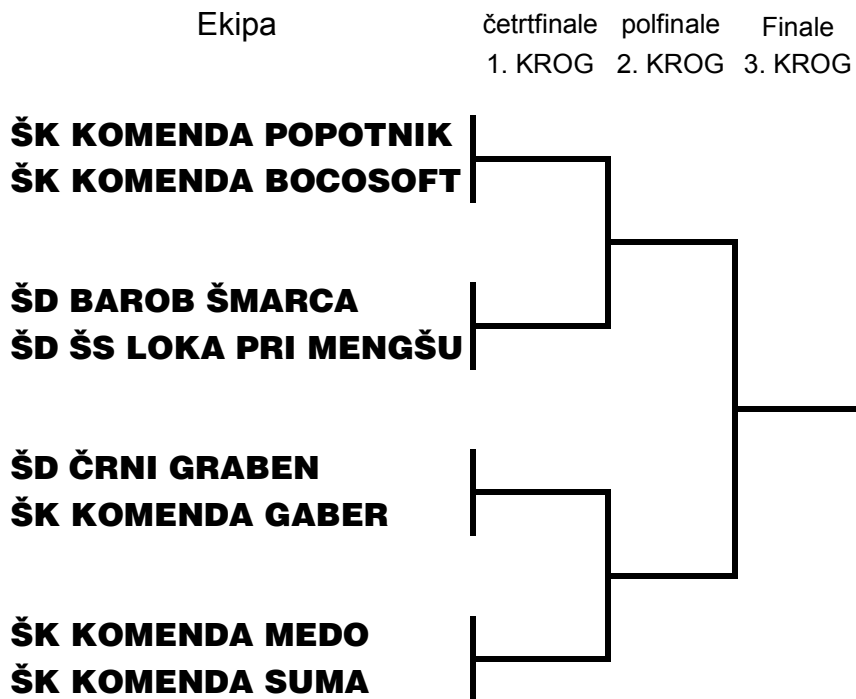 Ekipa četrtfinale polfinale Finale
1. KROG 2. KROG 3. KROG
ŠK KOMENDA POPOTNIK
ŠK KOMENDA BOCOSOFT
ŠD BAROB ŠMARCA
ŠD ŠS LOKA PRI MENGŠU
ŠD ČRNI GRABEN
ŠK KOMENDA GABER
ŠK KOMENDA MEDO
ŠK KOMENDA SUMA